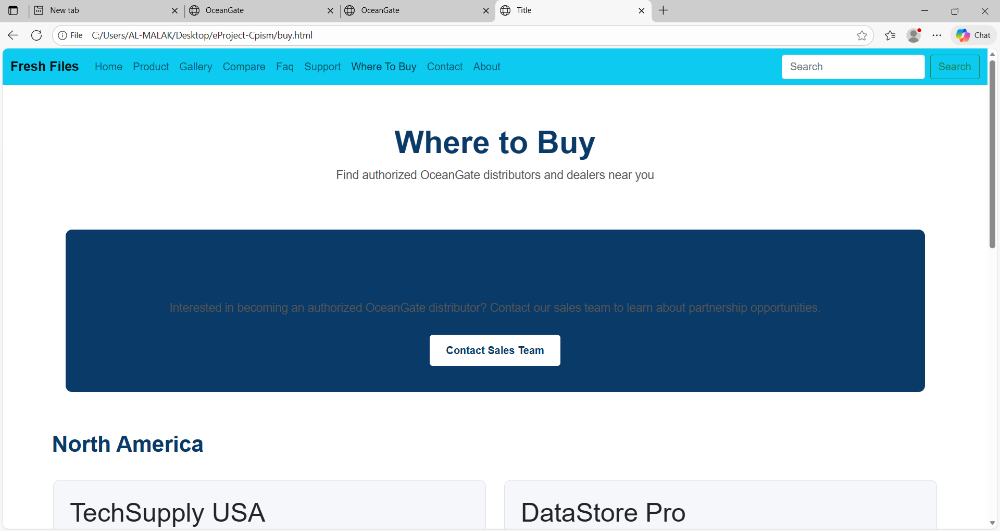 New tab
OceanGate
OceanGate
Title
File C:/Users/AL-MALAK/Desktop/eProject-Cpism/buy.html
Chat
Fresh Files Home Product Gallery Compare Faq Support Where To Buy Contact About Search Search
Where to Buy
Find authorized OceanGate distributors and dealers near you
Interested in becoming an authorized OceanGate distributor? Contact our sales team to learn about partnership opportunities.
Contact Sales Team
North America
TechSupply USA
DataStore Pro